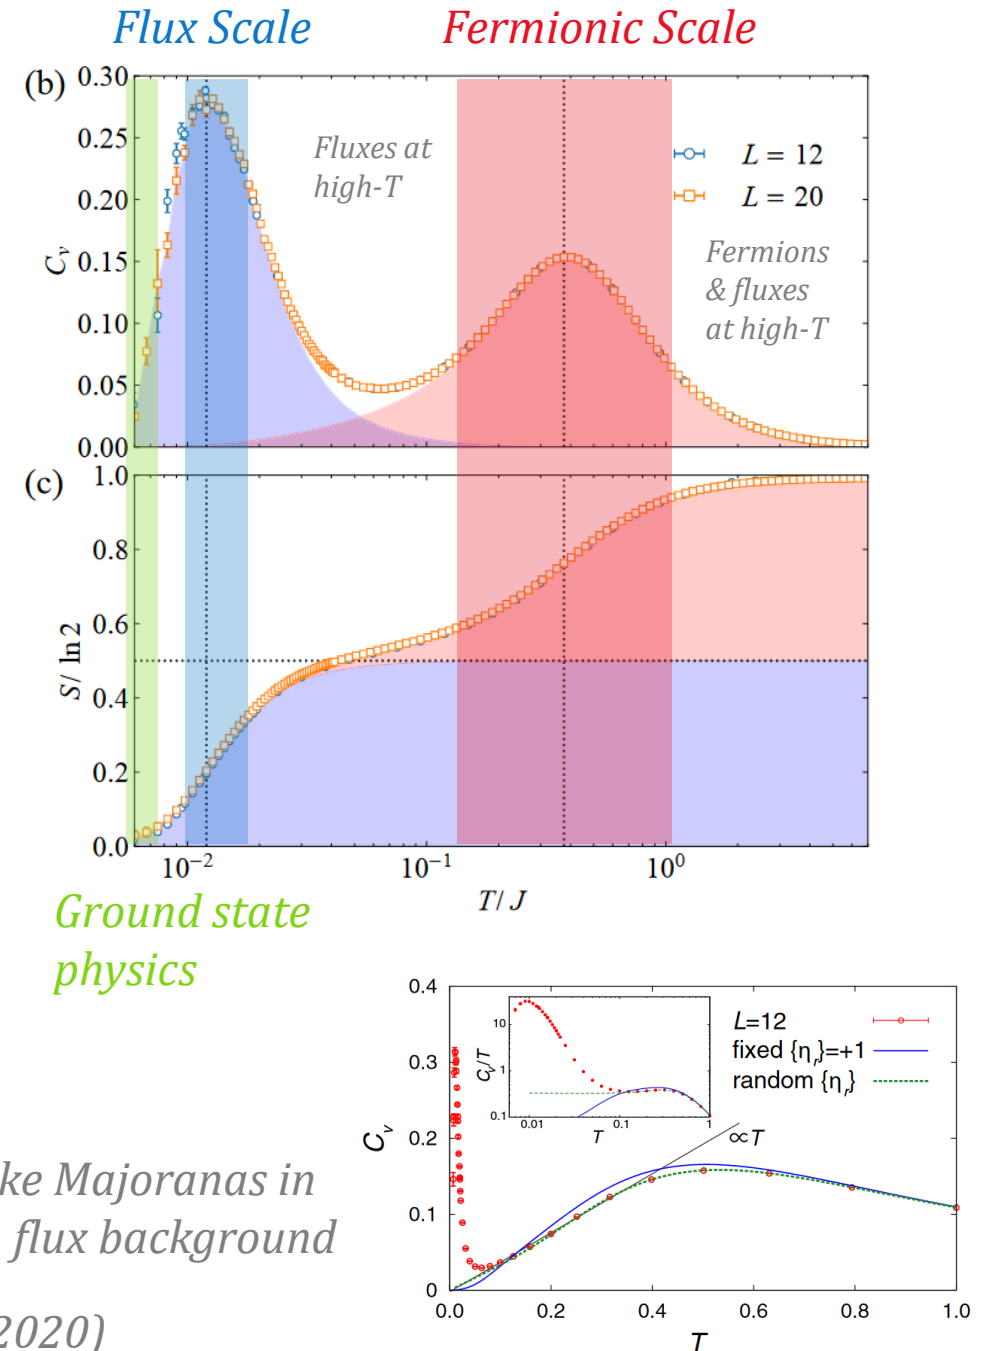 Flux Scale
Fermionic Scale
(b)
0.30
0.25
0.20
0.15
0.10
0.05
0.00
C_v
Fluxes at
high-T
L = 12
L = 20
Fermions
& fluxes
at high-T
(c)
1.0
0.8
0.6
0.4
0.2
0.0
S/ ln 2
10⁻²
10⁻¹
10⁰
T/ J
Ground state
physics
0.4
0.3
0.2
0.1
0
C_v
10
1
0.1
C_v/T
0.01
0.1
1
T
L=12
fixed {η_r}=+1
random {η_r}
∝T
0.0
0.2
0.4
0.6
0.8
1.0
T
ke Majoranas in
flux background
2020)